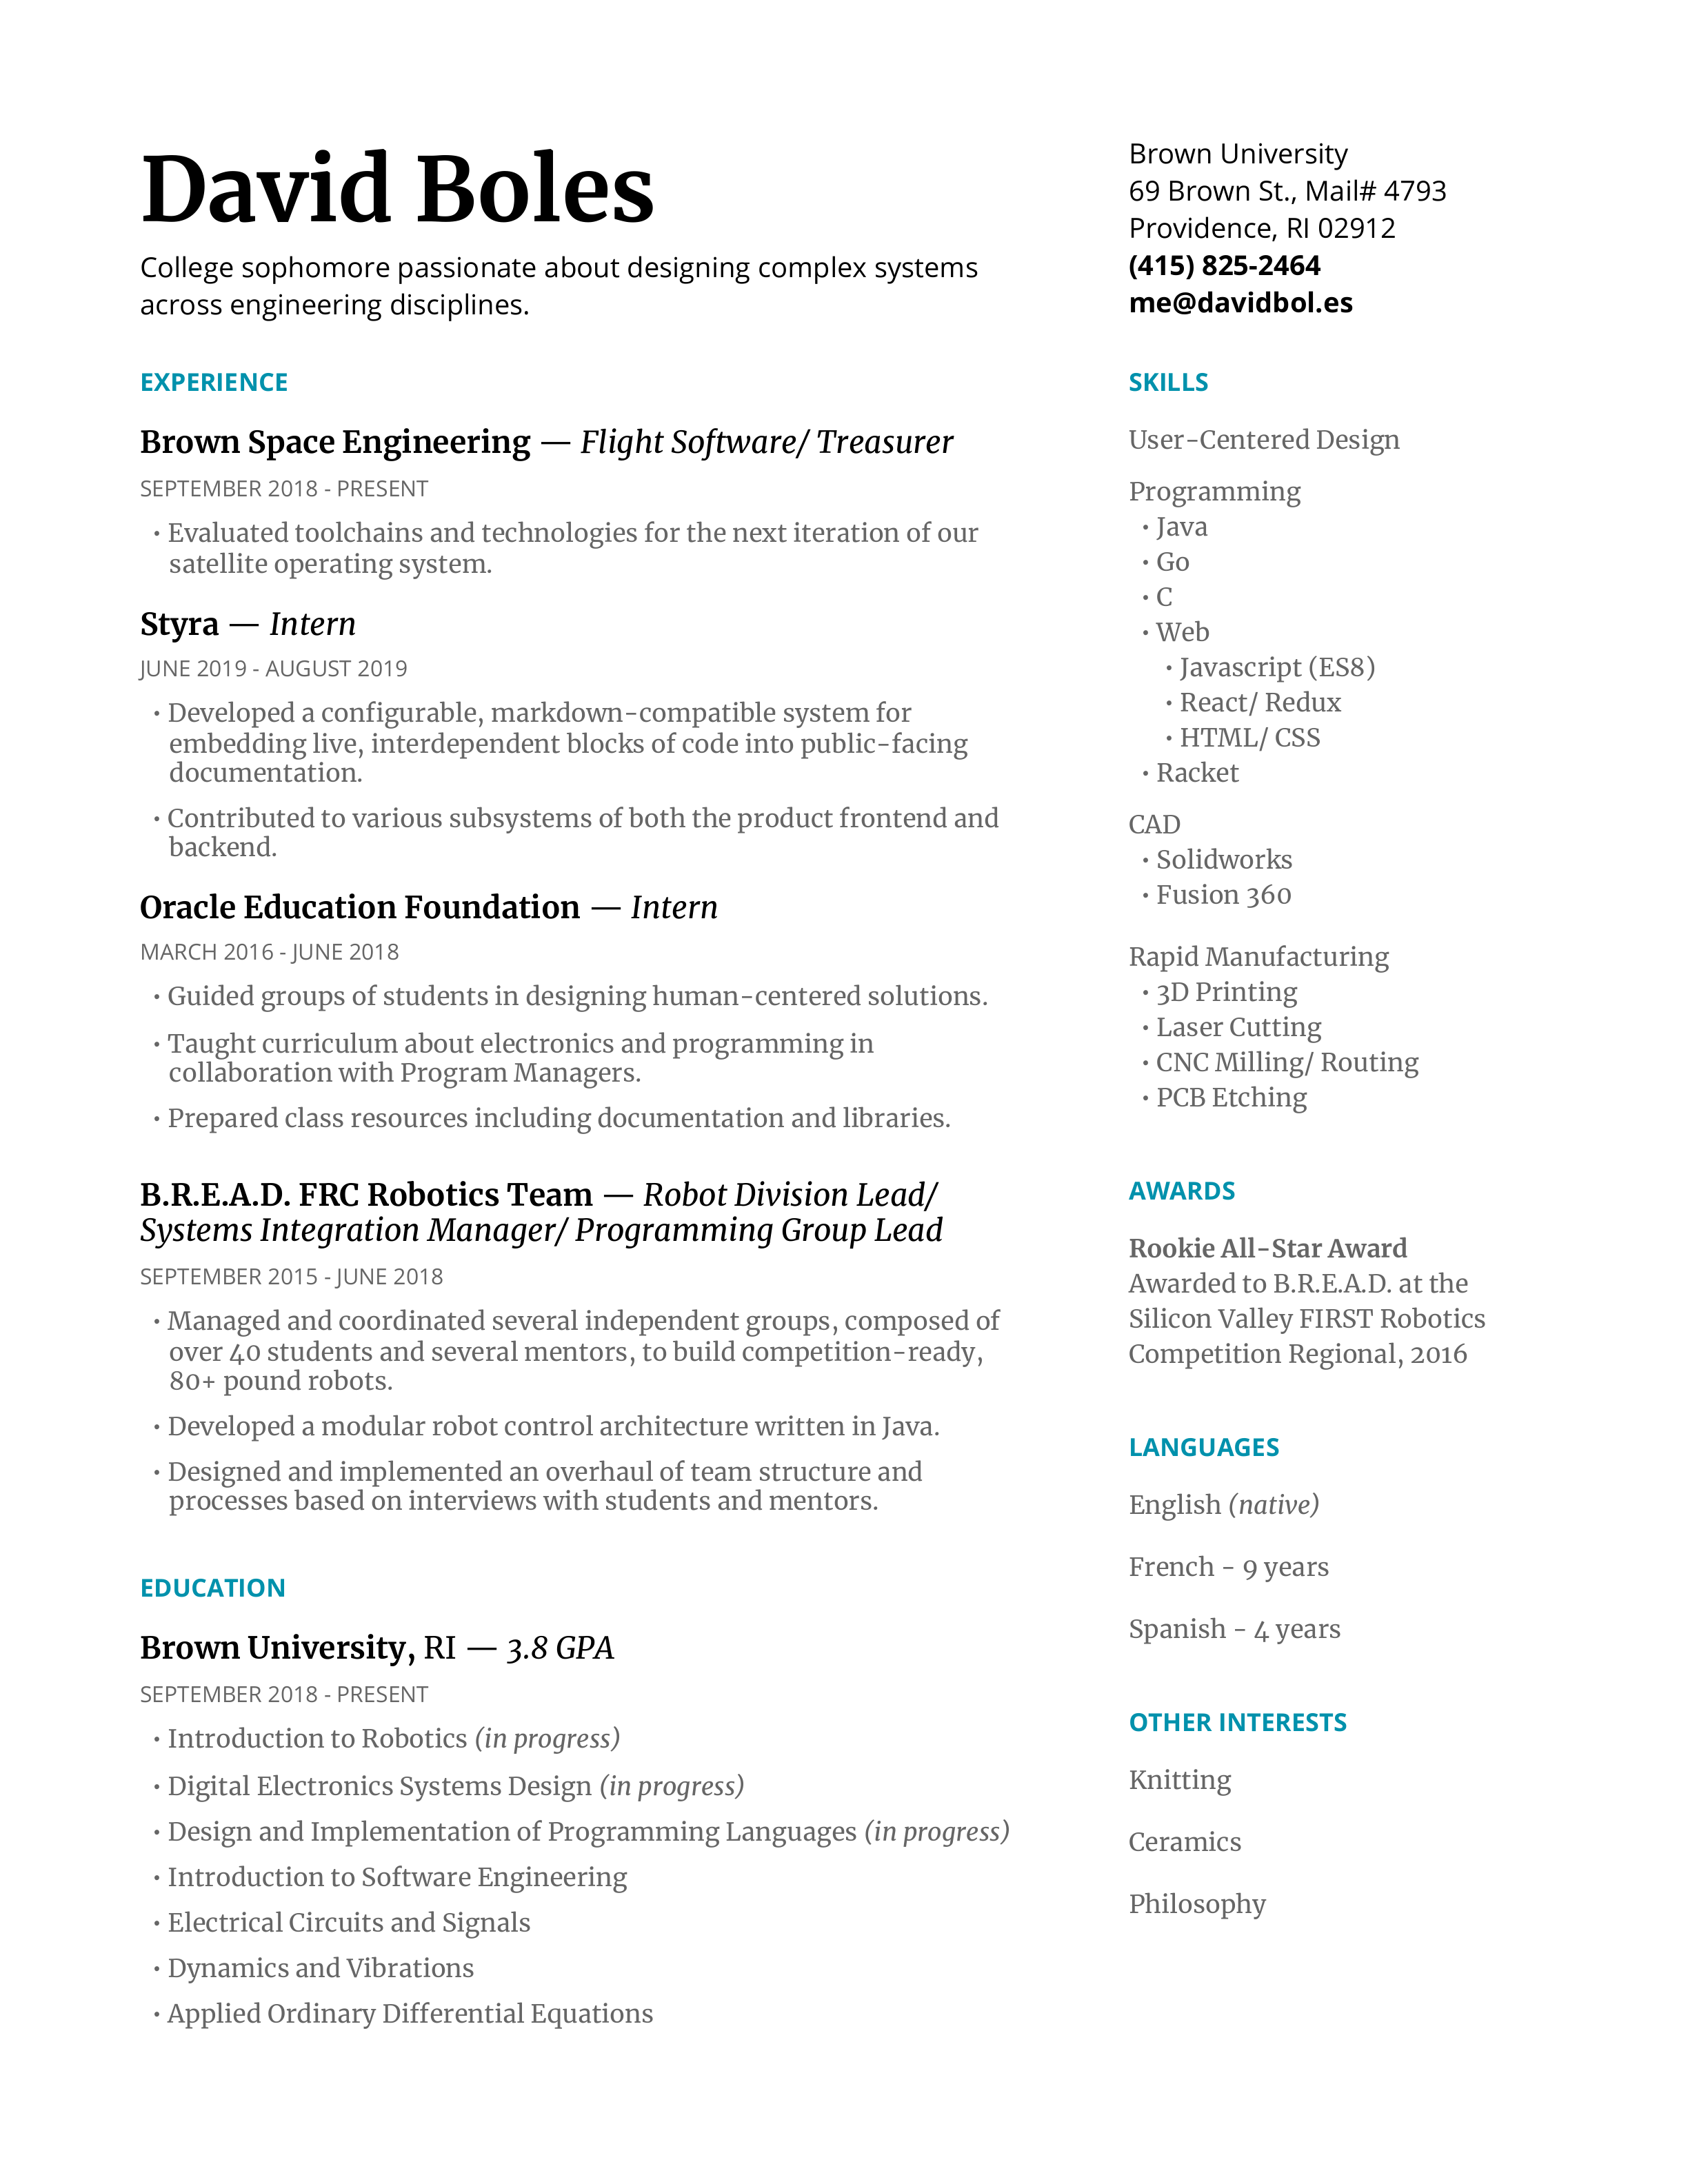 David Boles
College sophomore passionate about designing complex systems
across engineering disciplines.
Brown University
69 Brown St., Mail# 4793
Providence, RI 02912
(415) 825-2464
me@davidbol.es
EXPERIENCE
Brown Space Engineering — Flight Software/ Treasurer
SEPTEMBER 2018 - PRESENT
• Evaluated toolchains and technologies for the next iteration of our
satellite operating system.
Styra — Intern
JUNE 2019 - AUGUST 2019
• Developed a configurable, markdown-compatible system for
embedding live, interdependent blocks of code into public-facing
documentation.
• Contributed to various subsystems of both the product frontend and
backend.
Oracle Education Foundation — Intern
MARCH 2016 - JUNE 2018
• Guided groups of students in designing human-centered solutions.
• Taught curriculum about electronics and programming in
collaboration with Program Managers.
• Prepared class resources including documentation and libraries.
B.R.E.A.D. FRC Robotics Team — Robot Division Lead/
Systems Integration Manager/ Programming Group Lead
SEPTEMBER 2015 - JUNE 2018
• Managed and coordinated several independent groups, composed of
over 40 students and several mentors, to build competition-ready,
80+ pound robots.
• Developed a modular robot control architecture written in Java.
• Designed and implemented an overhaul of team structure and
processes based on interviews with students and mentors.
EDUCATION
Brown University, RI — 3.8 GPA
SEPTEMBER 2018 - PRESENT
• Introduction to Robotics (in progress)
• Digital Electronics Systems Design (in progress)
• Design and Implementation of Programming Languages (in progress)
• Introduction to Software Engineering
• Electrical Circuits and Signals
• Dynamics and Vibrations
• Applied Ordinary Differential Equations
SKILLS
User-Centered Design
Programming
• Java
• Go
• C
• Web
• Javascript (ES8)
• React/ Redux
• HTML/ CSS
• Racket
CAD
• Solidworks
• Fusion 360
Rapid Manufacturing
• 3D Printing
• Laser Cutting
• CNC Milling/ Routing
• PCB Etching
AWARDS
Rookie All-Star Award
Awarded to B.R.E.A.D. at the
Silicon Valley FIRST Robotics
Competition Regional, 2016
LANGUAGES
English (native)
French - 9 years
Spanish - 4 years
OTHER INTERESTS
Knitting
Ceramics
Philosophy